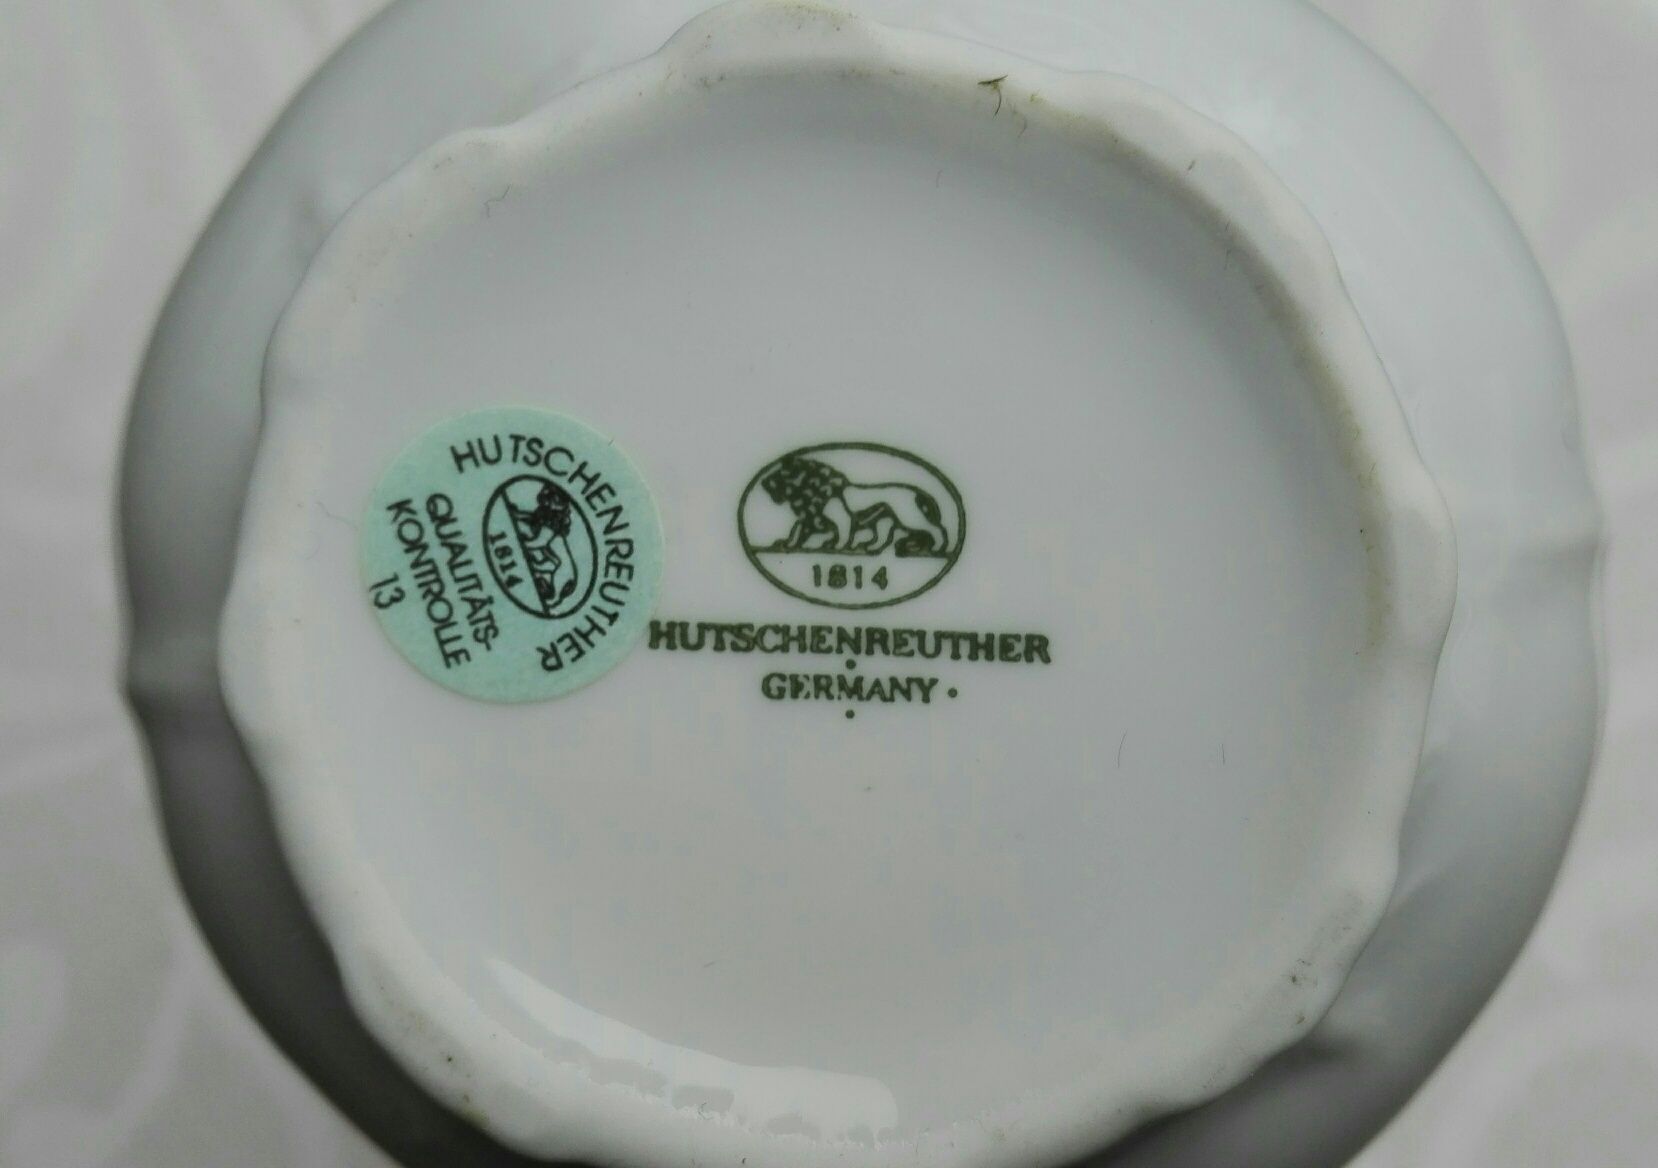 HUTSCHENREUTHER
1814
QUALITÄTS-
KONTROLLE
13
1814
HUTSCHENREUTHER
GERMANY